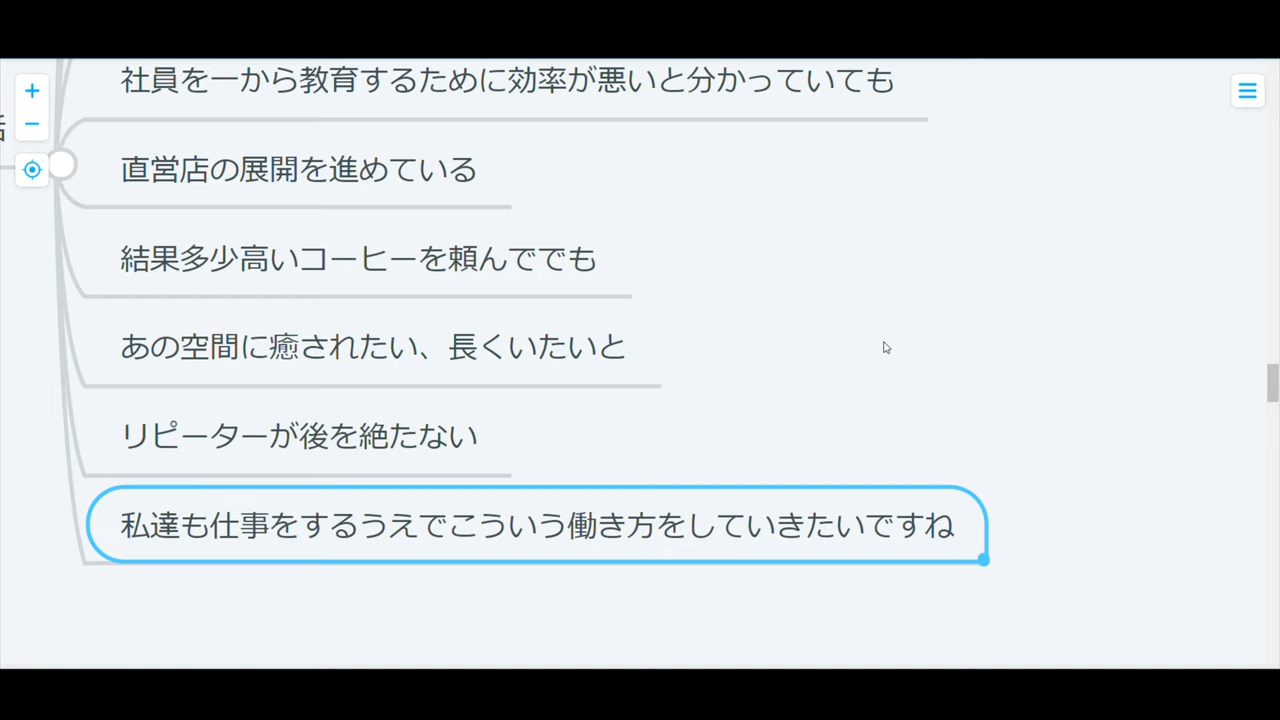 社員を一から教育するために効率が悪いと分かっていても
直営店の展開を進めている
結果多少高いコーヒーを頼んででも
あの空間に癒されたい、長くいたいと
リピーターが後を絶たない
私達も仕事をするうえでこういう働き方をしていきたいですね